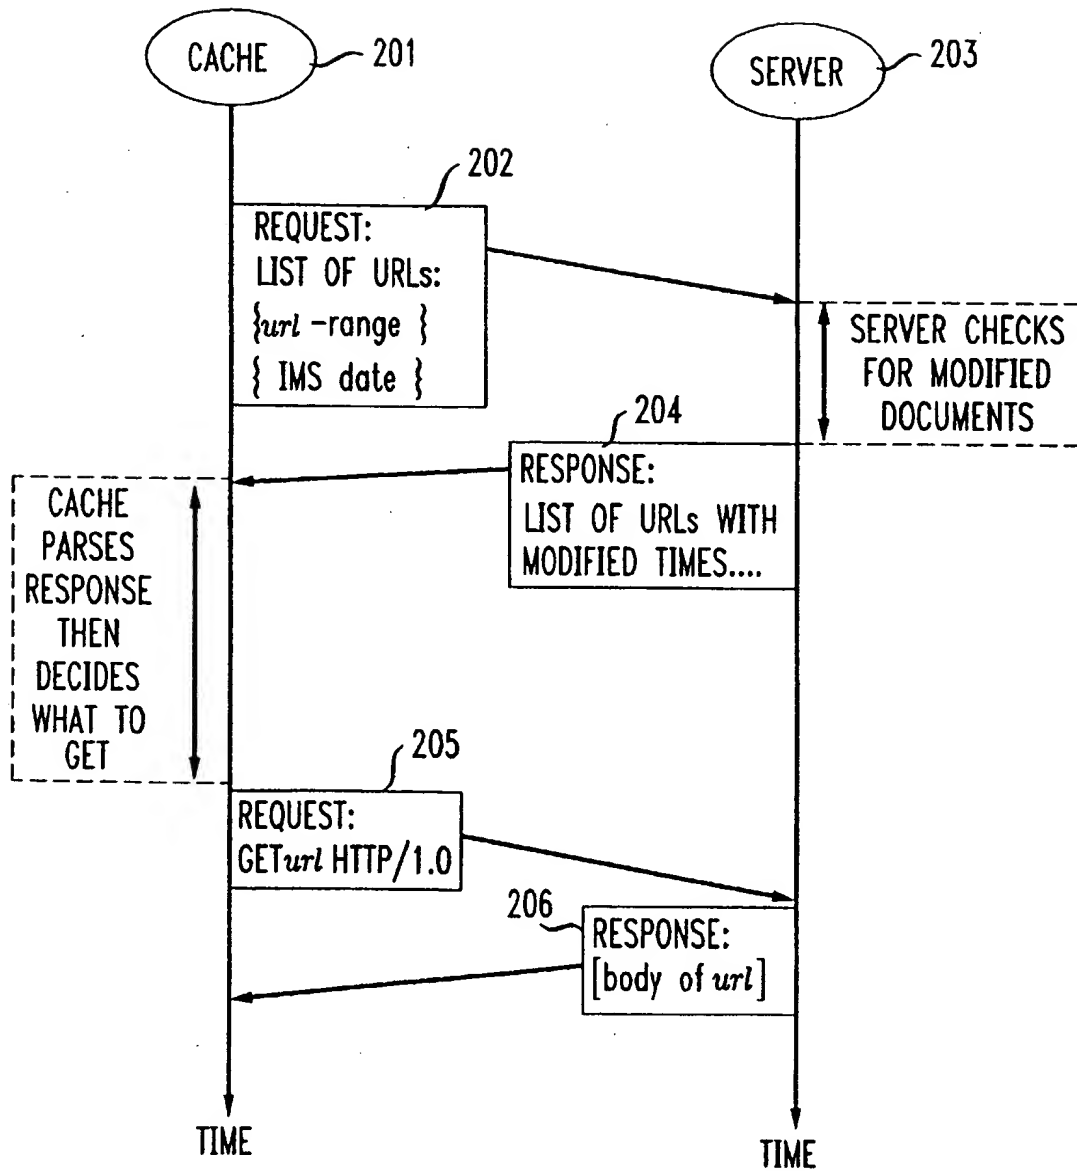 CACHE
201
SERVER
203
202
REQUEST:
LIST OF URLs:
{url -range }
{ IMS date }
SERVER CHECKS
FOR MODIFIED
DOCUMENTS
204
RESPONSE:
LIST OF URLs WITH
MODIFIED TIMES....
CACHE
PARSES
RESPONSE
THEN
DECIDES
WHAT TO
GET
205
REQUEST:
GET url HTTP/1.0
206
RESPONSE:
[body of url]
TIME
TIME